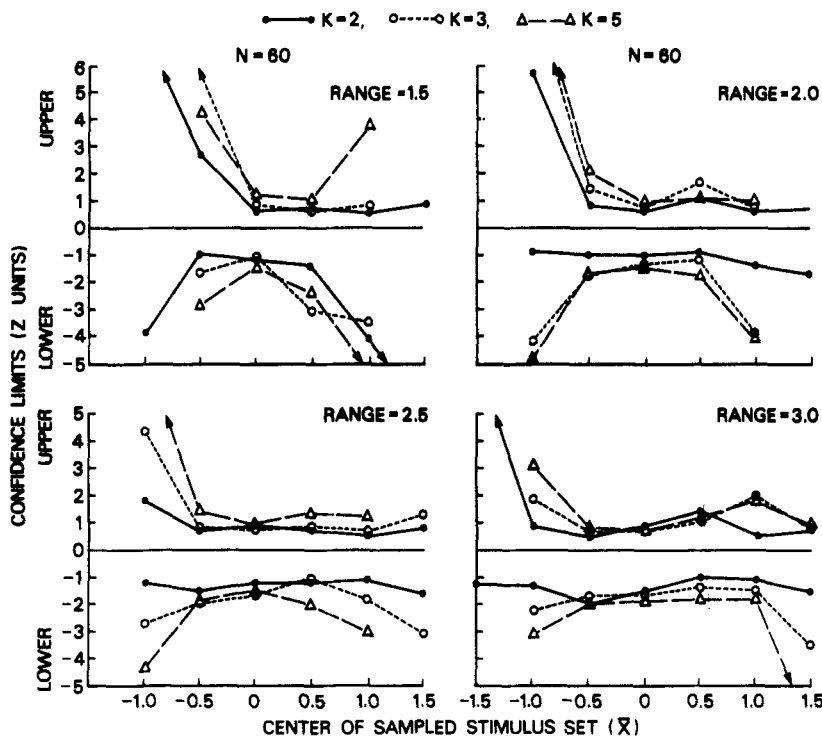 K=2, K=3, K=5
N=60 N=60
RANGE=1.5 RANGE=2.0
6
5
4
3
2
1
0
-1
-2
-3
-4
-5
UPPER
LOWER
CONFIDENCE LIMITS (Z UNITS)
RANGE=2.5 RANGE=3.0
5
4
3
2
1
0
-1
-2
-3
-4
-5
UPPER
LOWER
-1.0 -0.5 0 0.5 1.0 1.5 -1.5 -1.0 -0.5 0 0.5 1.0 1.5
CENTER OF SAMPLED STIMULUS SET (X̅)